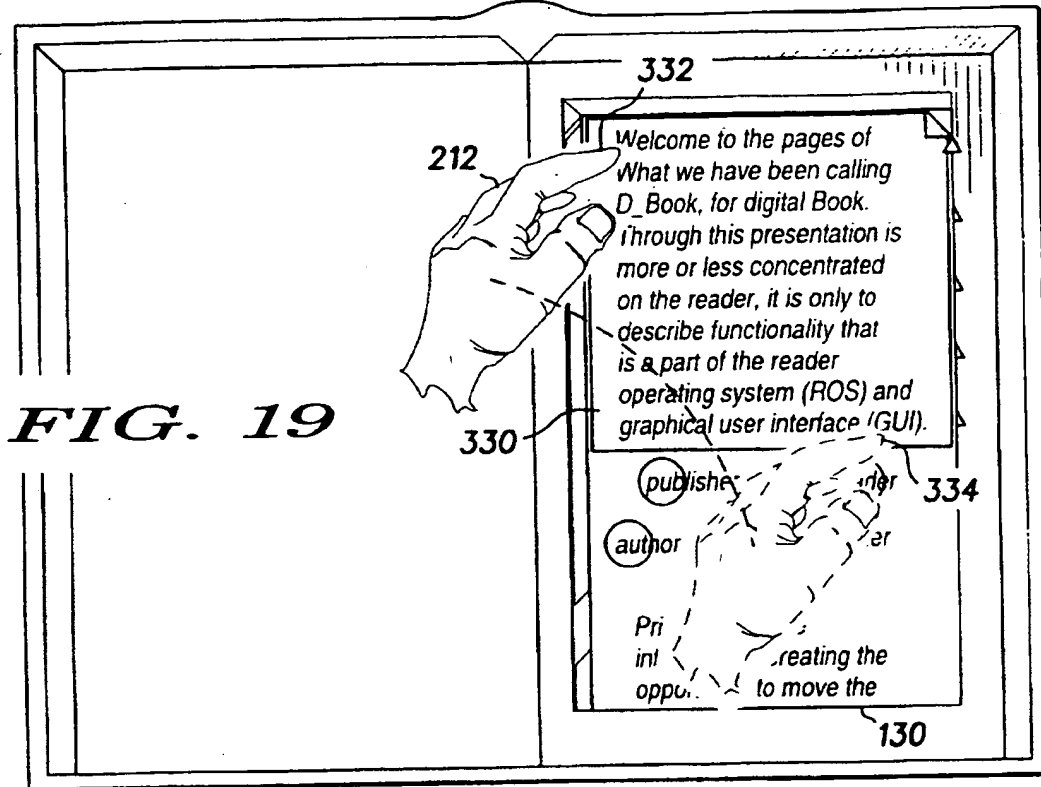 332
Welcome to the pages of
212
What we have been calling
D_Book, for digital Book.
Through this presentation is
more or less concentrated
on the reader, it is only to
describe functionality that
is a part of the reader
operating system (ROS) and
FIG. 19
graphical user interface (GUI).
330
334
author
130
to move the
the